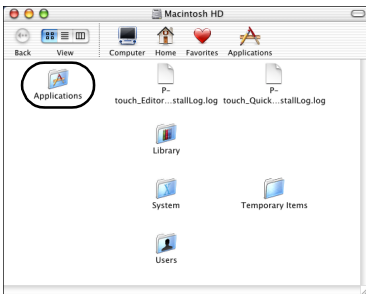 Macintosh HD
Back View Computer Home Favorites Applications
Applications
P-
touch_Editor...stallLog.log
P-
touch_Quick...stallLog.log
Library
System
Temporary Items
Users